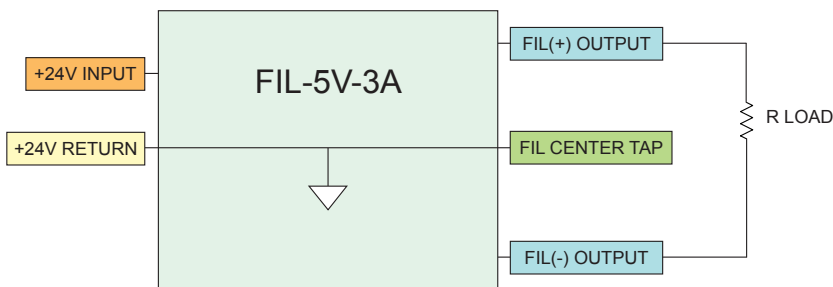 FIL(+) OUTPUT
+24V INPUT
FIL-5V-3A
R LOAD
+24V RETURN
FIL CENTER TAP
FIL(-) OUTPUT